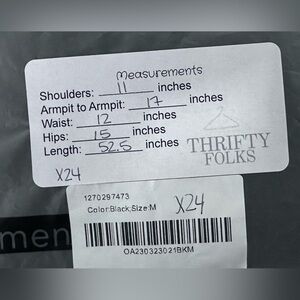 Measurements
Shoulders: 11 inches
Armpit to Armpit: 17 inches
Waist: 12 inches
Hips: 15 inches
Length: 52.5 inches
THRIFTY
FOLKS
X24
1270297473
Color:Black;Size:M X24
men
OA230323021BKM